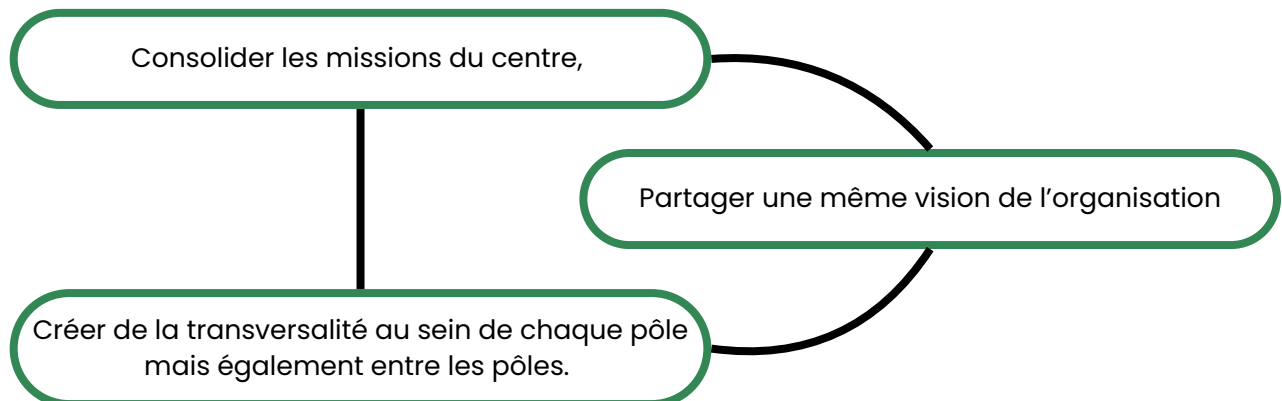 Consolider les missions du centre,
Partager une même vision de l’organisation
Créer de la transversalité au sein de chaque pôle
mais également entre les pôles.